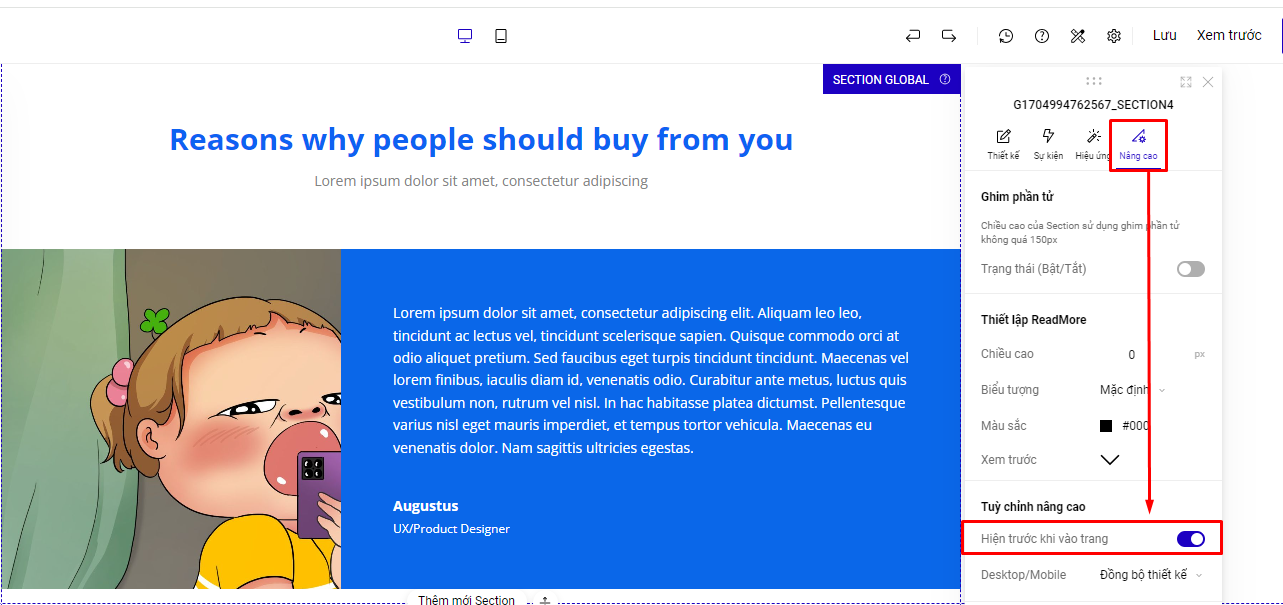 Lưu
Xem trước
SECTION GLOBAL
Reasons why people should buy from you
Lorem ipsum dolor sit amet, consectetur adipiscing
Lorem ipsum dolor sit amet, consectetur adipiscing elit. Aliquam leo leo,
tincidunt ac lectus vel, tincidunt scelerisque sapien. Quisque commodo orci at
odio aliquet pretium. Sed faucibus eget turpis tincidunt tincidunt. Maecenas vel
lorem finibus, iaculis diam id, venenatis odio. Curabitur ante metus, luctus quis
vestibulum non, rutrum vel nisl. In hac habitasse platea dictumst. Pellentesque
varius nisl eget mauris imperdiet, et tempus tortor vehicula. Maecenas eu
venenatis dolor. Nam sagittis ultricies egestas.
Augustus
UX/Product Designer
Thêm mới Section
G1704994762567_SECTION4
Thiết kế
Sự kiện
Hiệu ứng
Nâng cao
Ghim phần tử
Chiều cao của Section sử dụng ghim phần tử
không quá 150px
Trạng thái (Bật/Tắt)
Thiết lập ReadMore
Chiều cao
0
px
Biểu tượng
Mặc định
Màu sắc
#000
Xem trước
Tuỳ chỉnh nâng cao
Hiện trước khi vào trang
Desktop/Mobile
Đồng bộ thiết kế